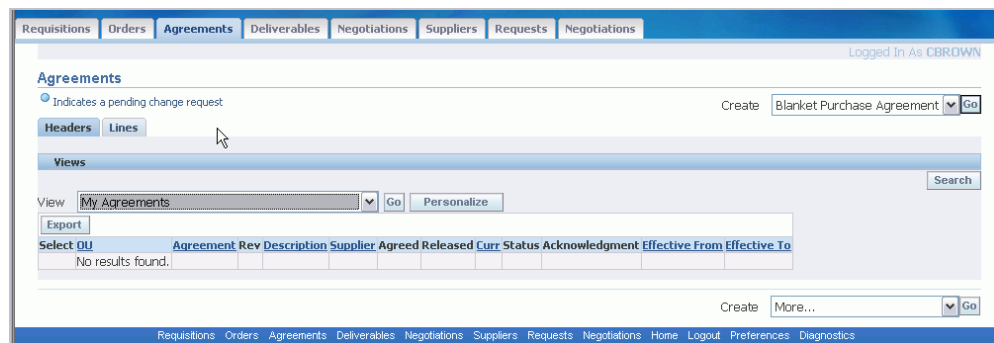 Requisitions Orders Agreements Deliverables Negotiations Suppliers Requests Negotiations
Logged In As CBROWN
Agreements
Indicates a pending change request
Create Blanket Purchase Agreement Go
Headers Lines
Views
Search
View My Agreements Go Personalize
Export
Select OU Agreement Rev Description Supplier Agreed Released Curr Status Acknowledgment Effective From Effective To
No results found.
Create More... Go
Requisitions Orders Agreements Deliverables Negotiations Suppliers Requests Negotiations Home Logout Preferences Diagnostics